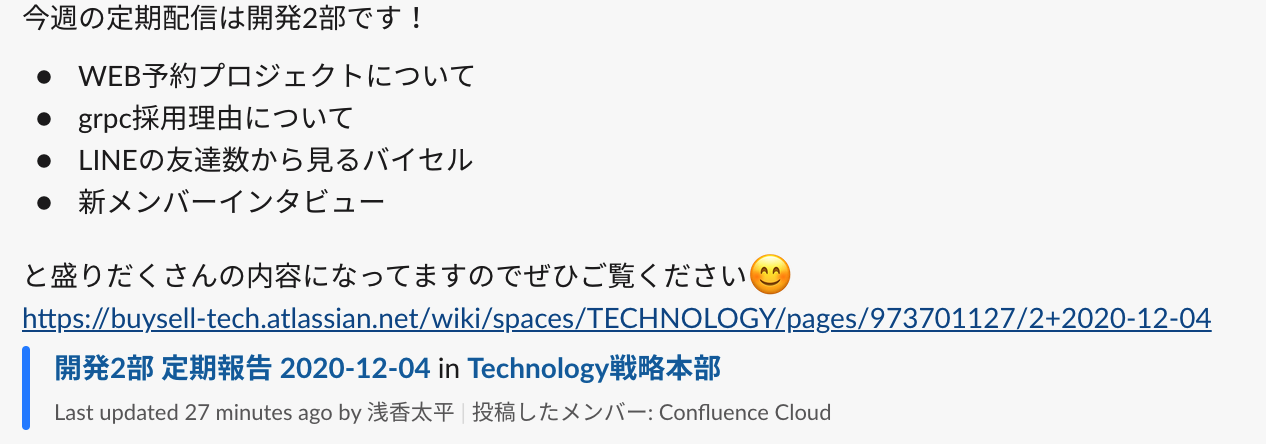 今週の定期配信は開発2部です！
● WEB予約プロジェクトについて
● grpc採用理由について
● LINEの友達数から見るバイセル
● 新メンバーインタビュー
と盛りだくさんの内容になってますのでぜひご覧ください😊
https://buysell-tech.atlassian.net/wiki/spaces/TECHNOLOGY/pages/973701127/2+2020-12-04
開発2部 定期報告 2020-12-04 in Technology戦略本部
Last updated 27 minutes ago by 浅香太平 | 投稿したメンバー: Confluence Cloud